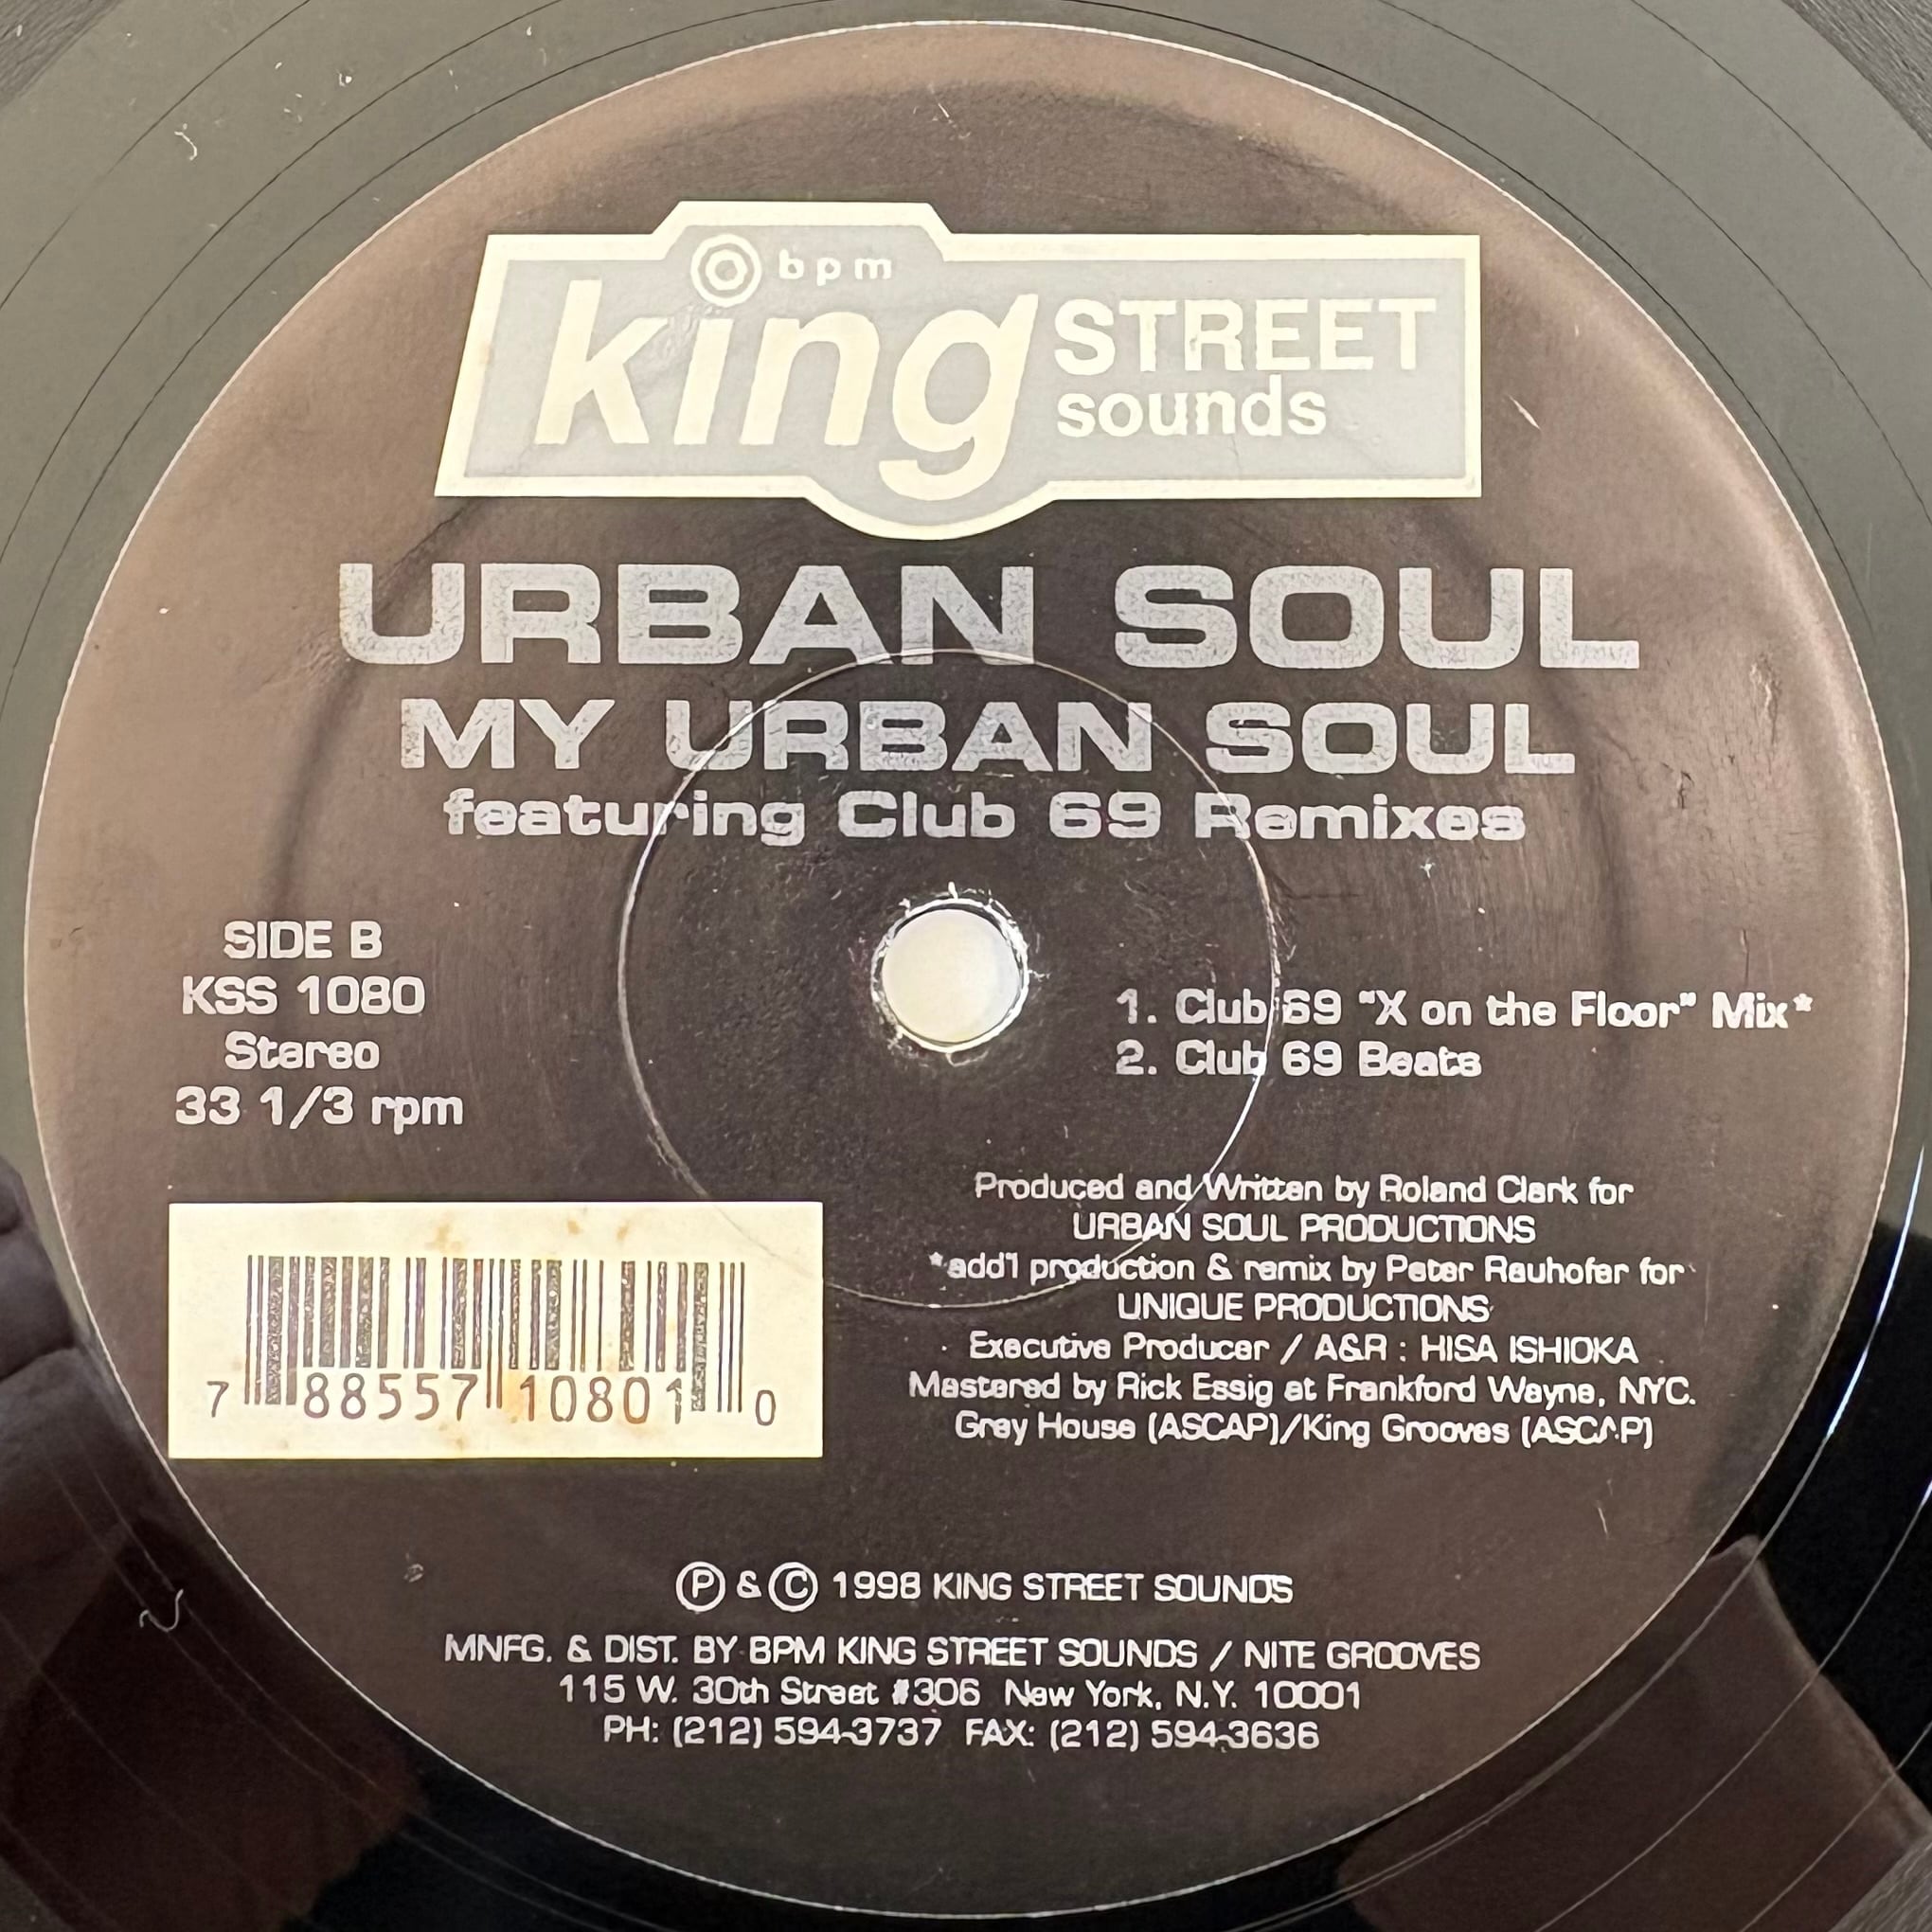 bpm
king STREET
sounds
URBAN SOUL
MY URBAN SOUL
featuring Club 69 Remixes
SIDE B
KSS 1080
Stereo
33 1/3 rpm
1. Club 69 "X on the Floor" Mix*
2. Club 69 Beats
Produced and Written by Roland Clark for
URBAN SOUL PRODUCTIONS
*add'l production & remix by Peter Rauhofer for
UNIQUE PRODUCTIONS
Executive Producer / A&R : HISA ISHIOKA
Mastered by Rick Essig at Frankford Wayne, NYC.
Grey House (ASCAP)/King Grooves (ASCAP)
7 88557 10801 0
Ⓟ & © 1998 KING STREET SOUNDS
MNFG. & DIST. BY BPM KING STREET SOUNDS / NITE GROOVES
115 W. 30th Street #306 New York, N.Y. 10001
PH: (212) 594-3737 FAX: (212) 594-3636